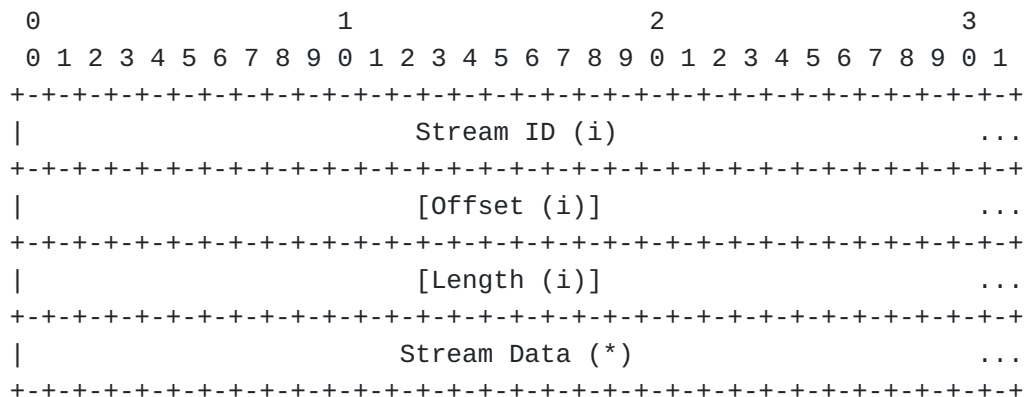 0                   1                   2                   3
 0 1 2 3 4 5 6 7 8 9 0 1 2 3 4 5 6 7 8 9 0 1 2 3 4 5 6 7 8 9 0 1
+-+-+-+-+-+-+-+-+-+-+-+-+-+-+-+-+-+-+-+-+-+-+-+-+-+-+-+-+-+-+-+-+
|                         Stream ID (i)                       ...
+-+-+-+-+-+-+-+-+-+-+-+-+-+-+-+-+-+-+-+-+-+-+-+-+-+-+-+-+-+-+-+-+
|                         [Offset (i)]                        ...
+-+-+-+-+-+-+-+-+-+-+-+-+-+-+-+-+-+-+-+-+-+-+-+-+-+-+-+-+-+-+-+-+
|                         [Length (i)]                        ...
+-+-+-+-+-+-+-+-+-+-+-+-+-+-+-+-+-+-+-+-+-+-+-+-+-+-+-+-+-+-+-+-+
|                        Stream Data (*)                      ...
+-+-+-+-+-+-+-+-+-+-+-+-+-+-+-+-+-+-+-+-+-+-+-+-+-+-+-+-+-+-+-+-+